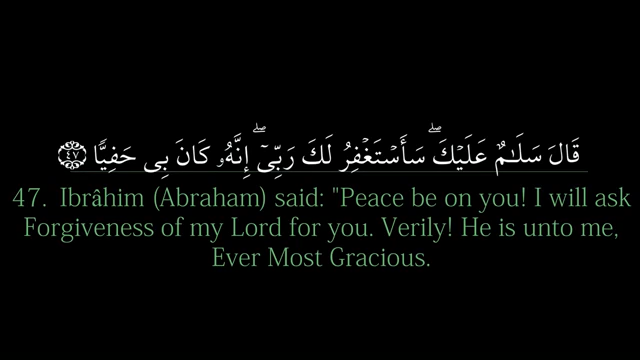 قَالَ سَلَـٰمٌ عَلَيْكَ ۖ سَأَسْتَغْفِرُ لَكَ رَبِّىٓ ۖ إِنَّهُۥ كَانَ بِى حَفِيًّا ٤٧
47. Ibrâhim (Abraham) said: "Peace be on you! I will ask
Forgiveness of my Lord for you. Verily! He is unto me,
Ever Most Gracious.